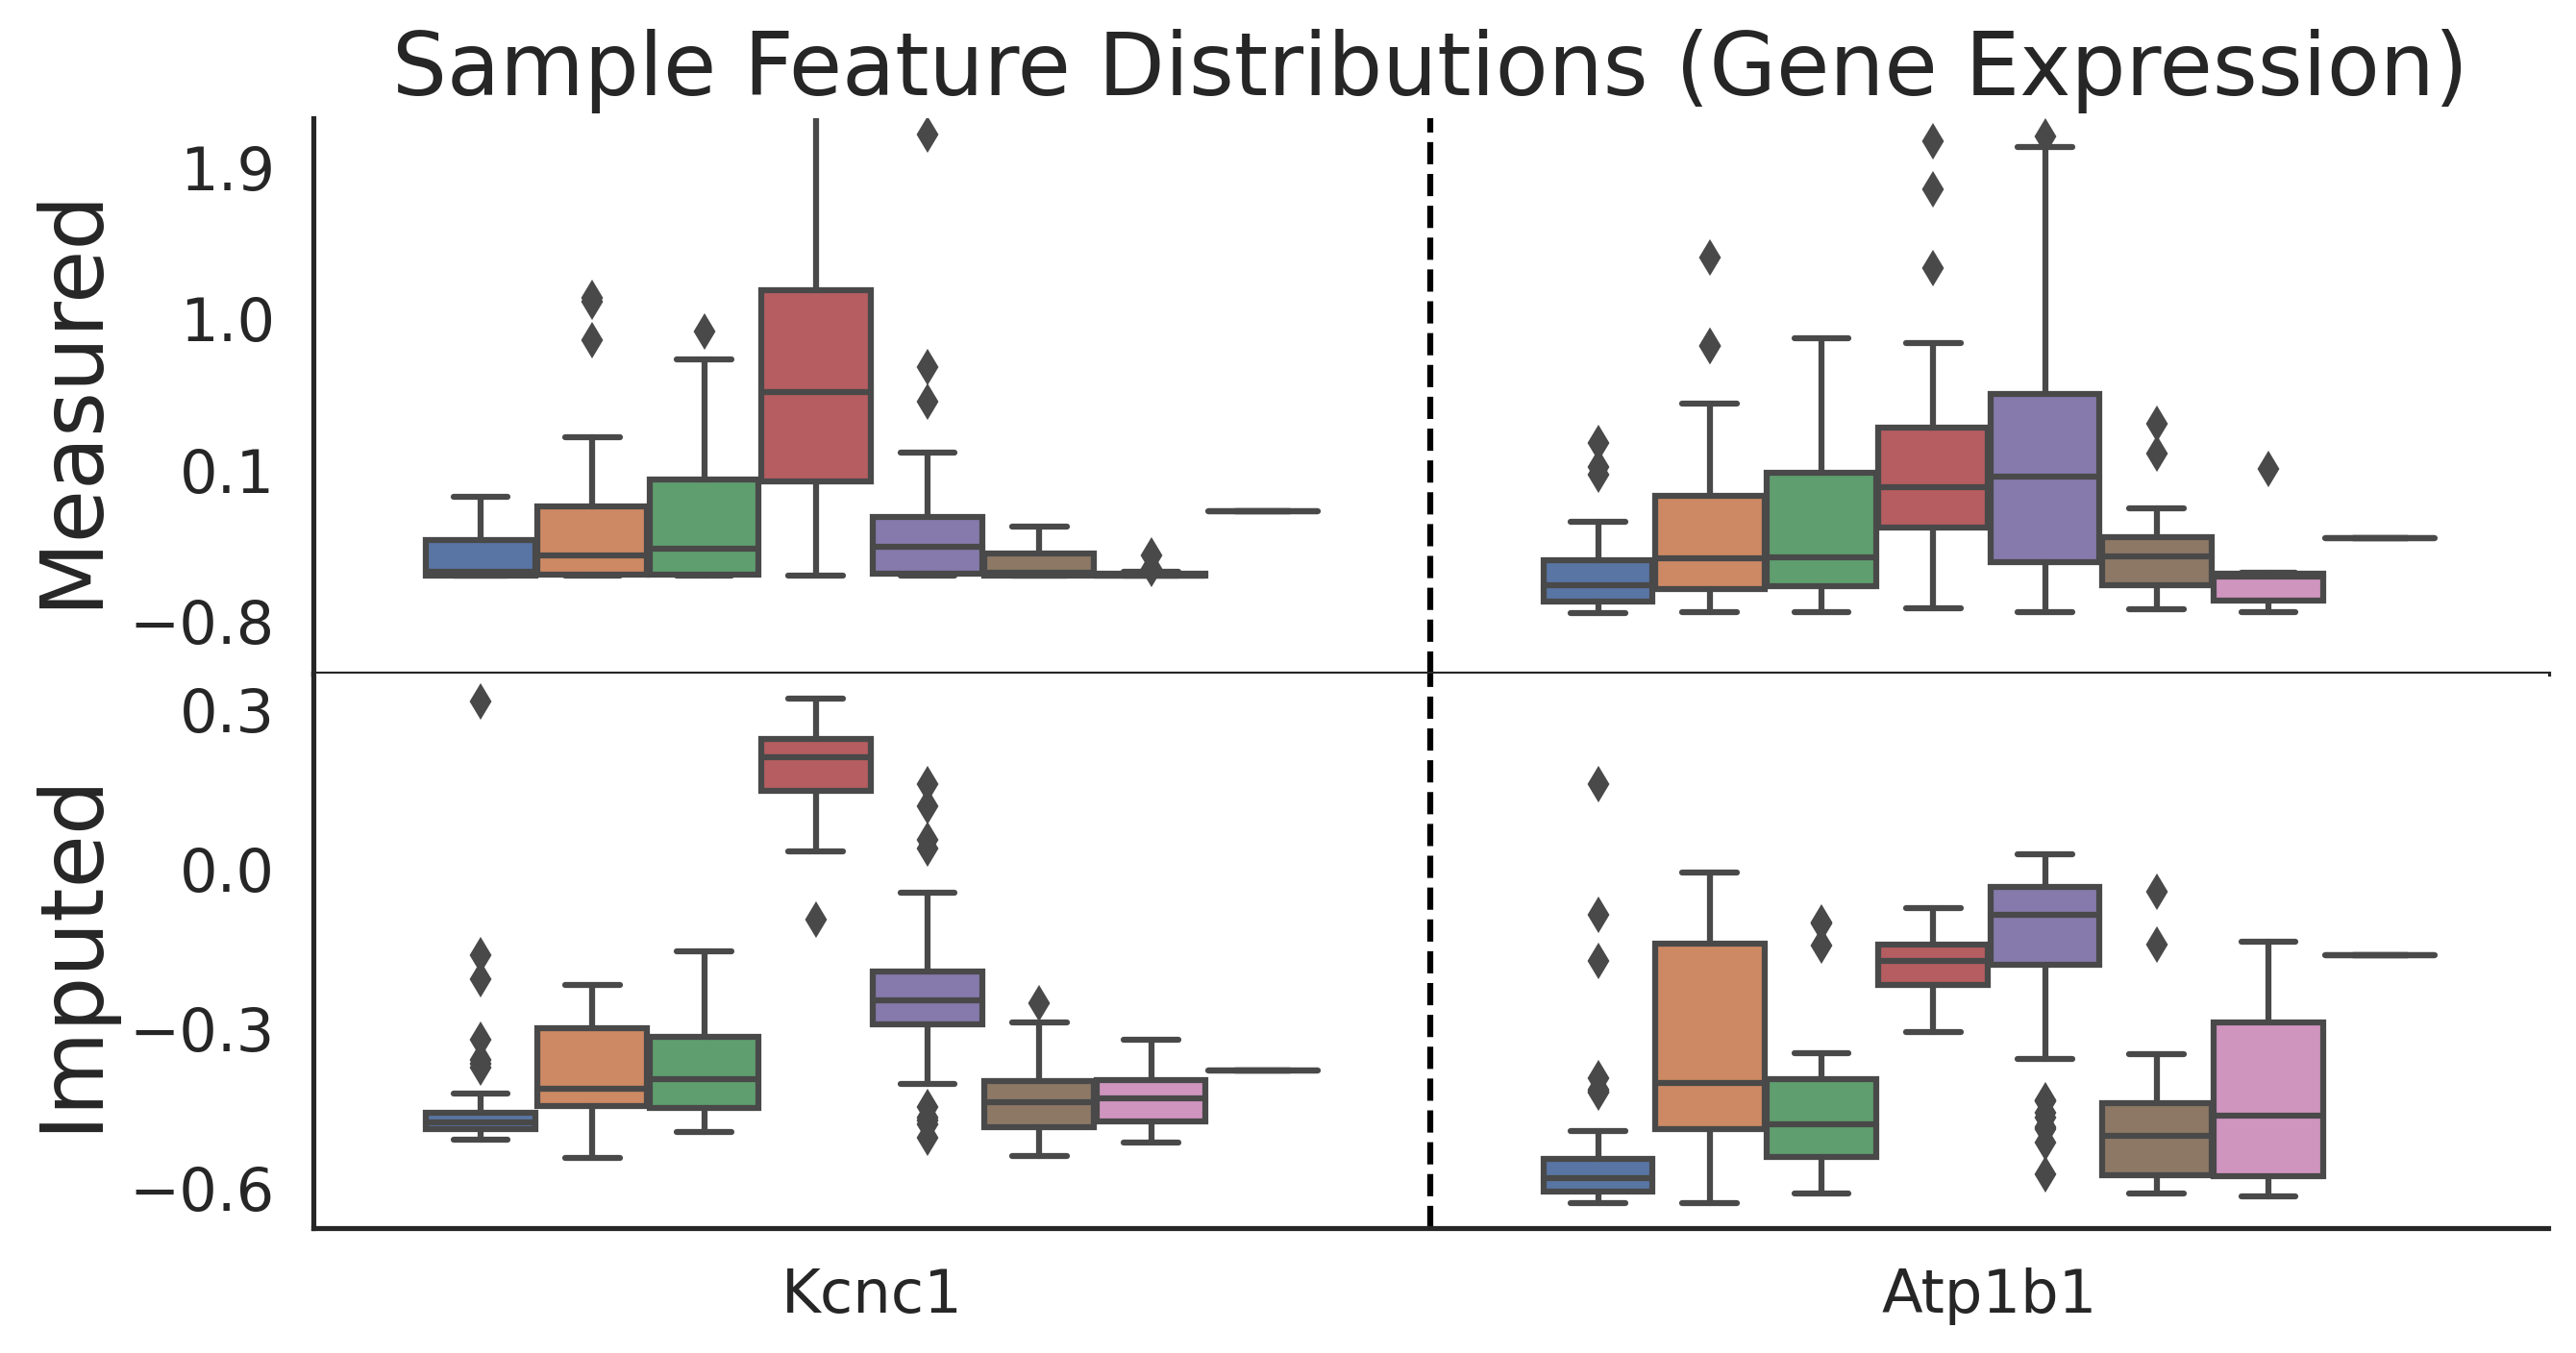 Sample Feature Distributions (Gene Expression)
Measured
1.9
1.0
0.1
−0.8
Imputed
0.3
0.0
−0.3
−0.6
Kcnc1
Atp1b1